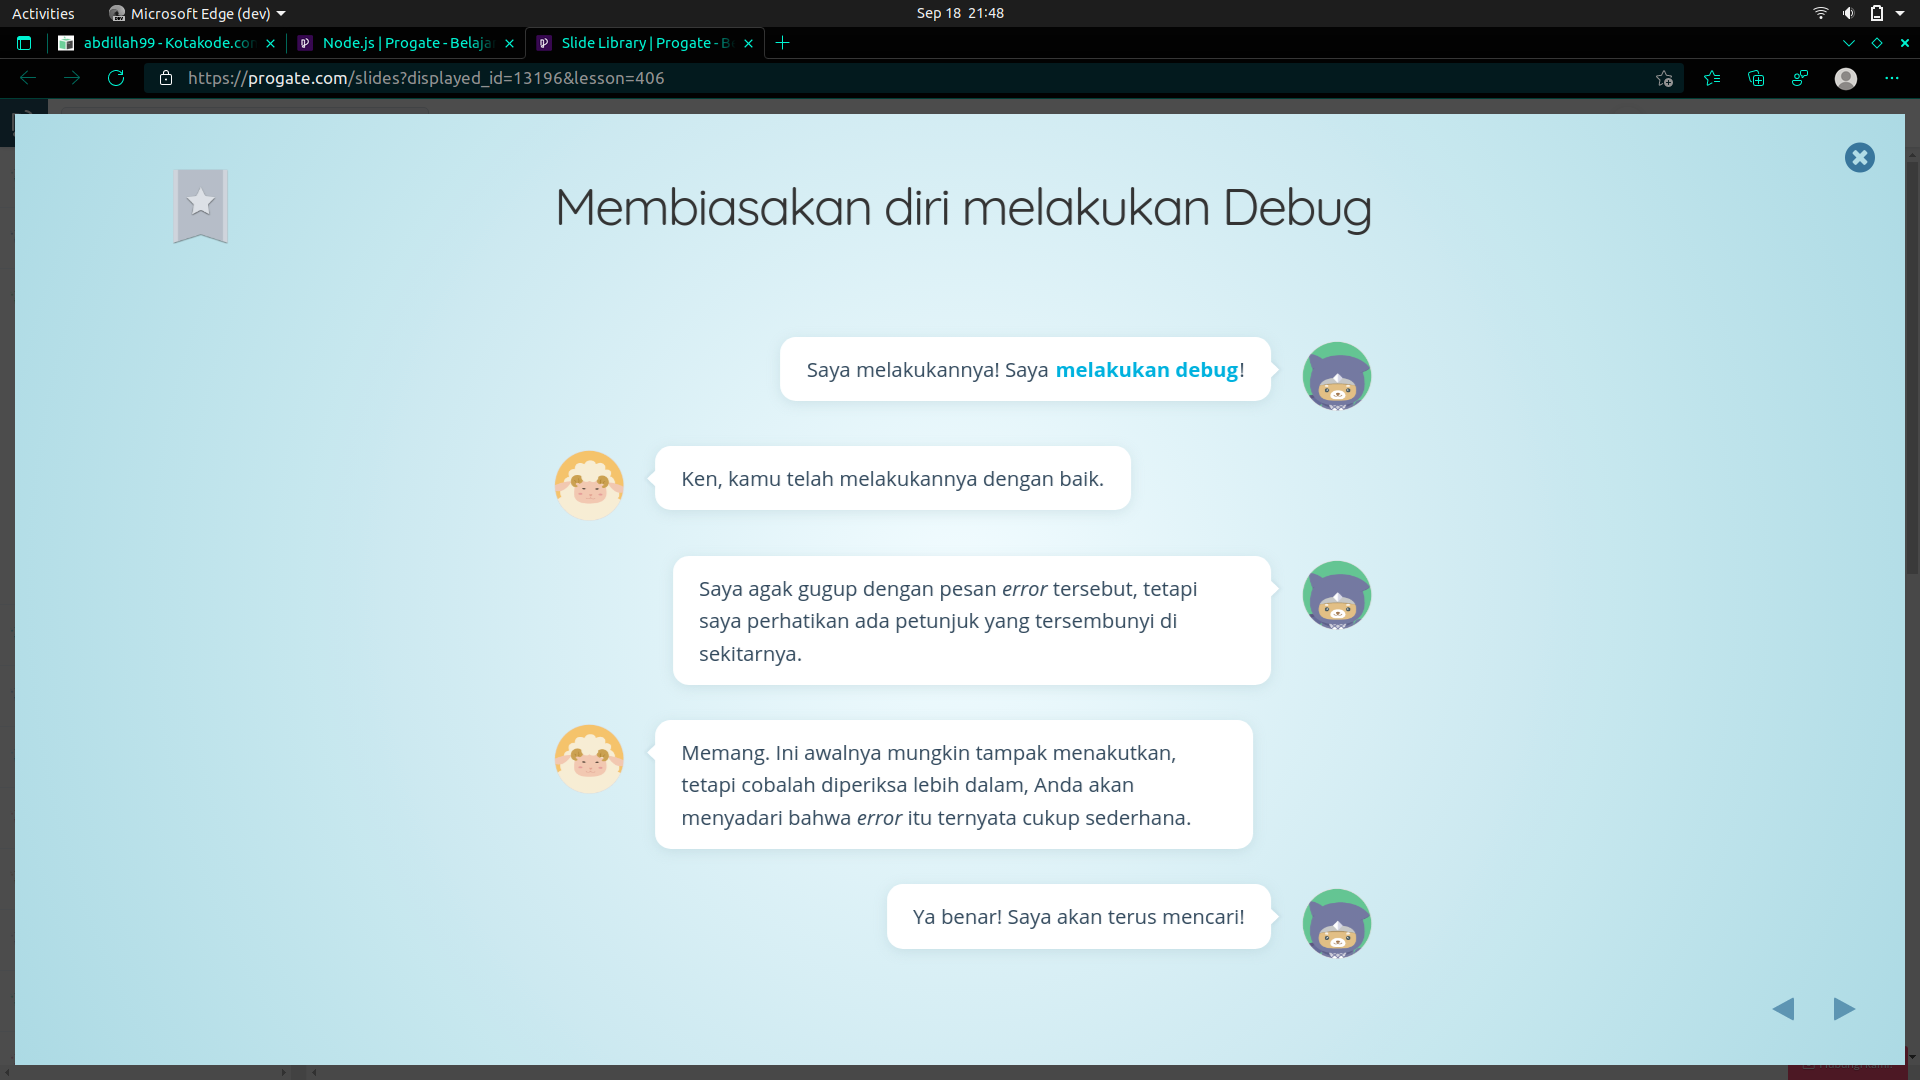 Activities
Microsoft Edge (dev)
Sep 18 21:48
abdillah99 - Kotakode.con
Node.js | Progate - Belaja
Slide Library | Progate - B
https://progate.com/slides?displayed_id=13196&lesson=406
Membiasakan diri melakukan Debug
Saya melakukannya! Saya melakukan debug!
Ken, kamu telah melakukannya dengan baik.
Saya agak gugup dengan pesan error tersebut, tetapi
saya perhatikan ada petunjuk yang tersembunyi di
sekitarnya.
Memang. Ini awalnya mungkin tampak menakutkan,
tetapi cobalah diperiksa lebih dalam, Anda akan
menyadari bahwa error itu ternyata cukup sederhana.
Ya benar! Saya akan terus mencari!